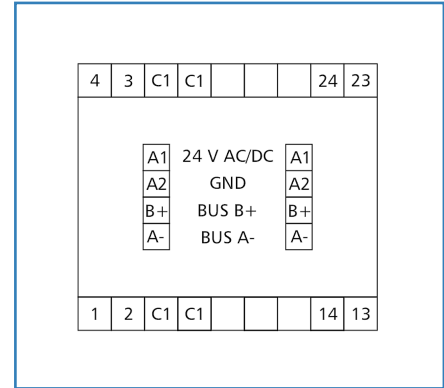 4 3 C1 C1 24 23
A1 24 V AC/DC A1
A2 GND A2
B+ BUS B+ B+
A- BUS A- A-
1 2 C1 C1 14 13